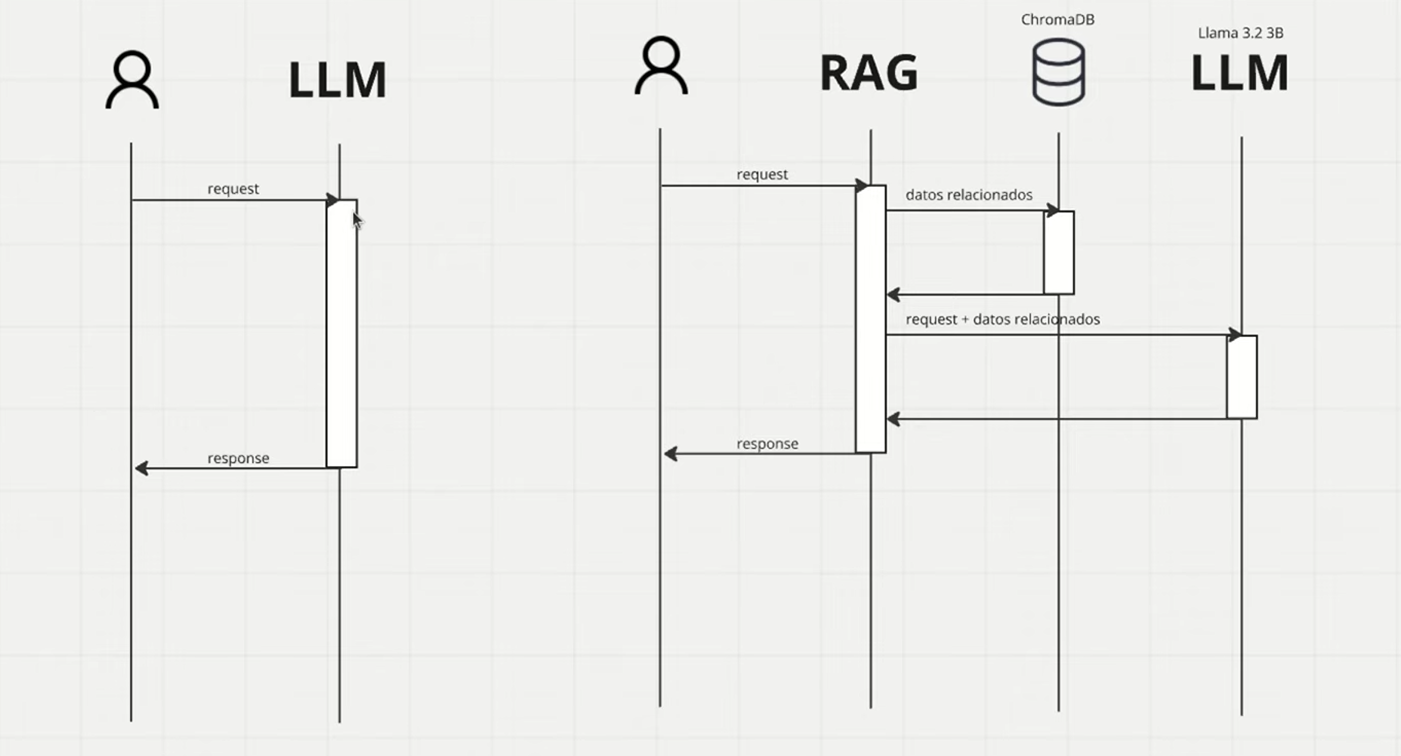 LLM
request
response
ChromaDB
Llama 3.2 3B
RAG
LLM
request
datos relacionados
request + datos relacionados
response